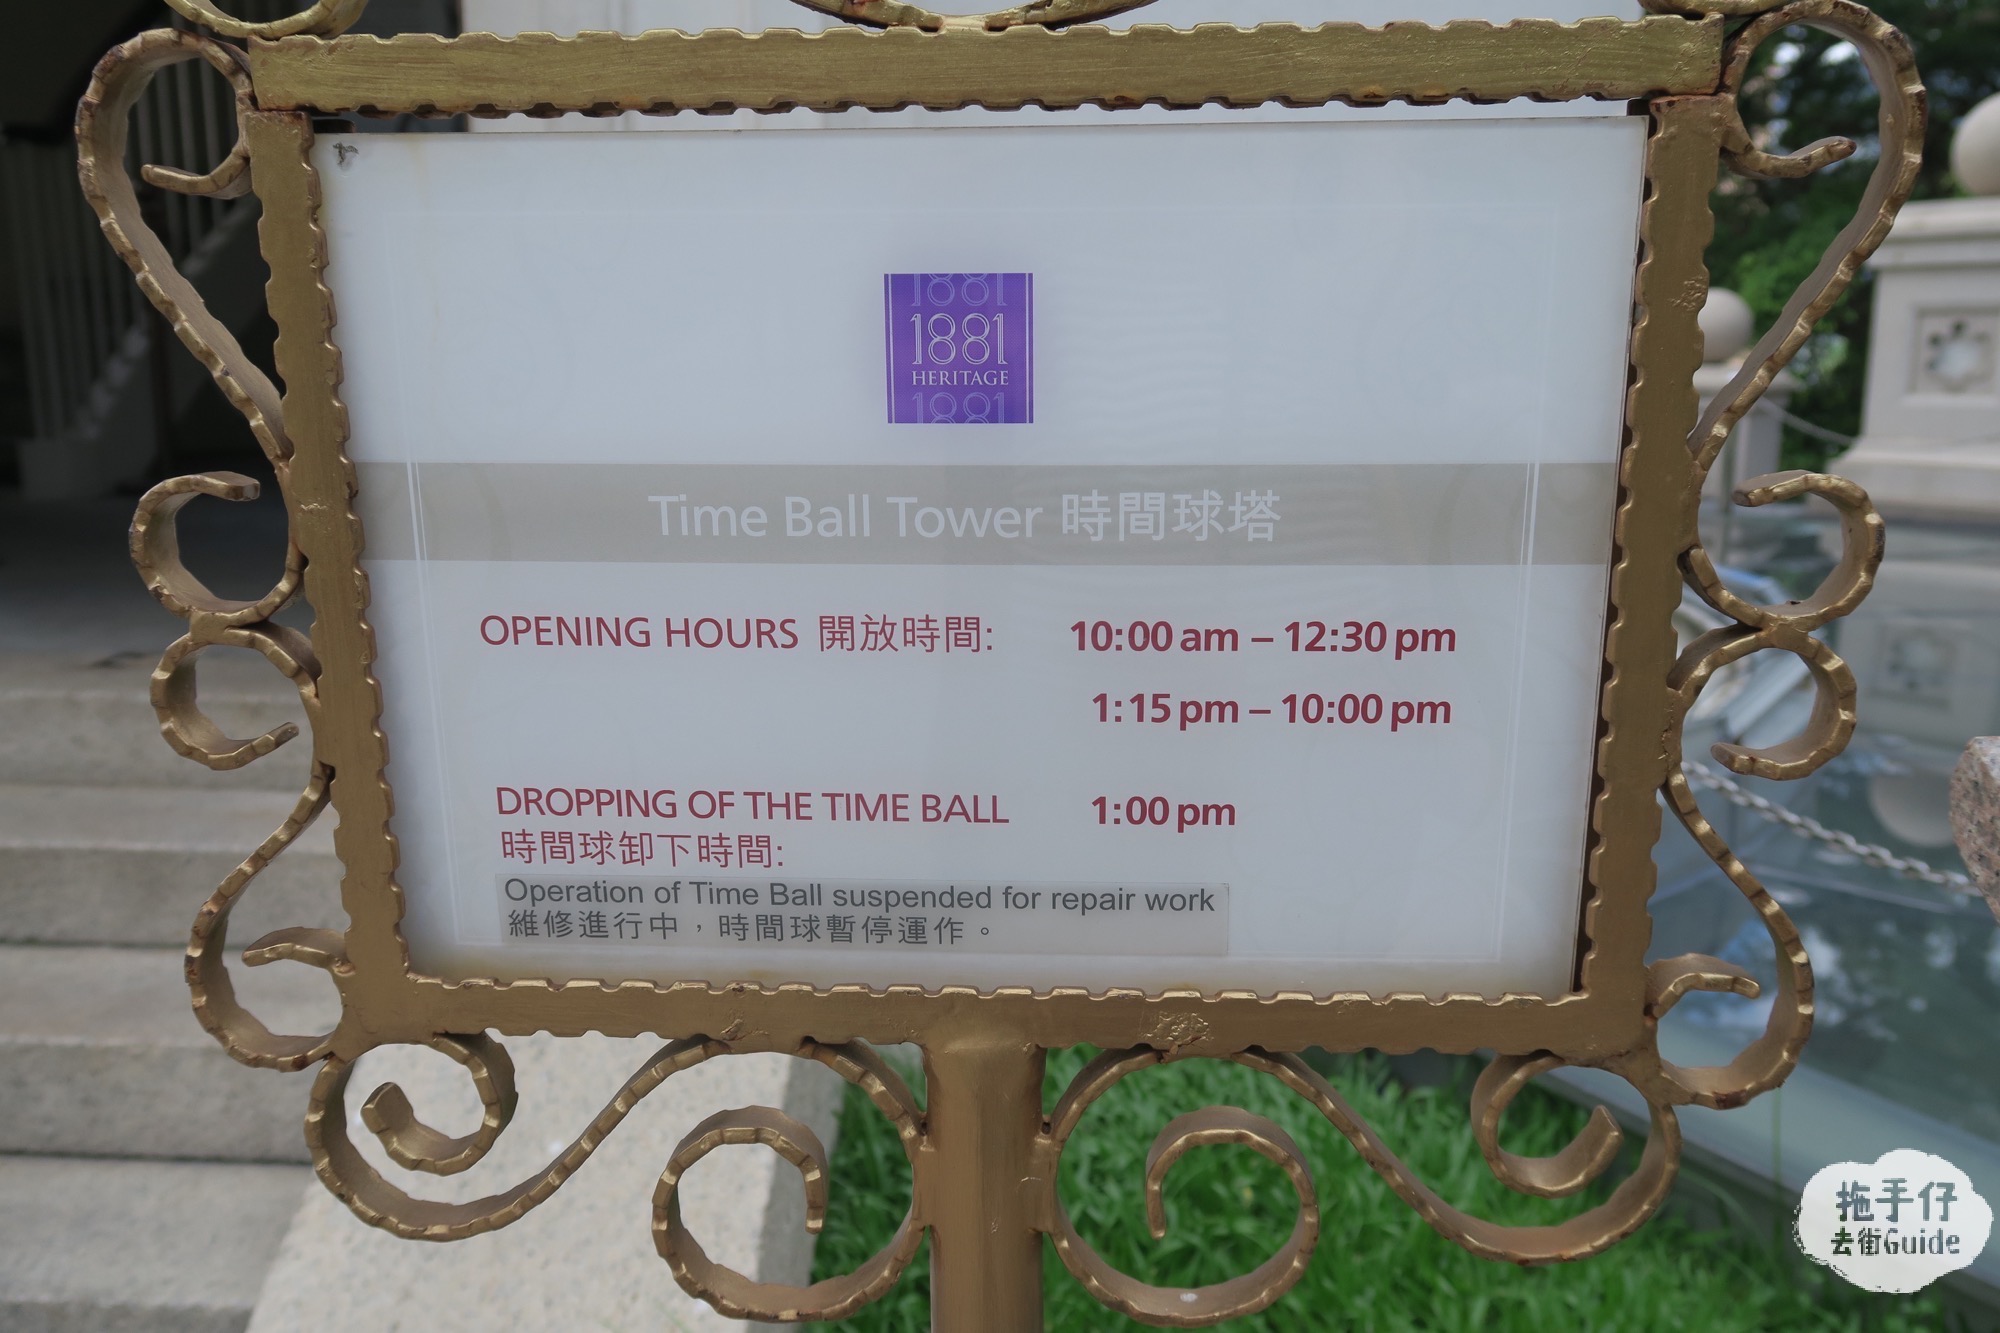 1881
1881
HERITAGE
1881
Time Ball Tower 時間球塔
OPENING HOURS 開放時間: 10:00 am – 12:30 pm
1:15 pm – 10:00 pm
DROPPING OF THE TIME BALL 1:00 pm
時間球卸下時間:
Operation of Time Ball suspended for repair work
維修進行中，時間球暫停運作。
拖手仔
去街Guide